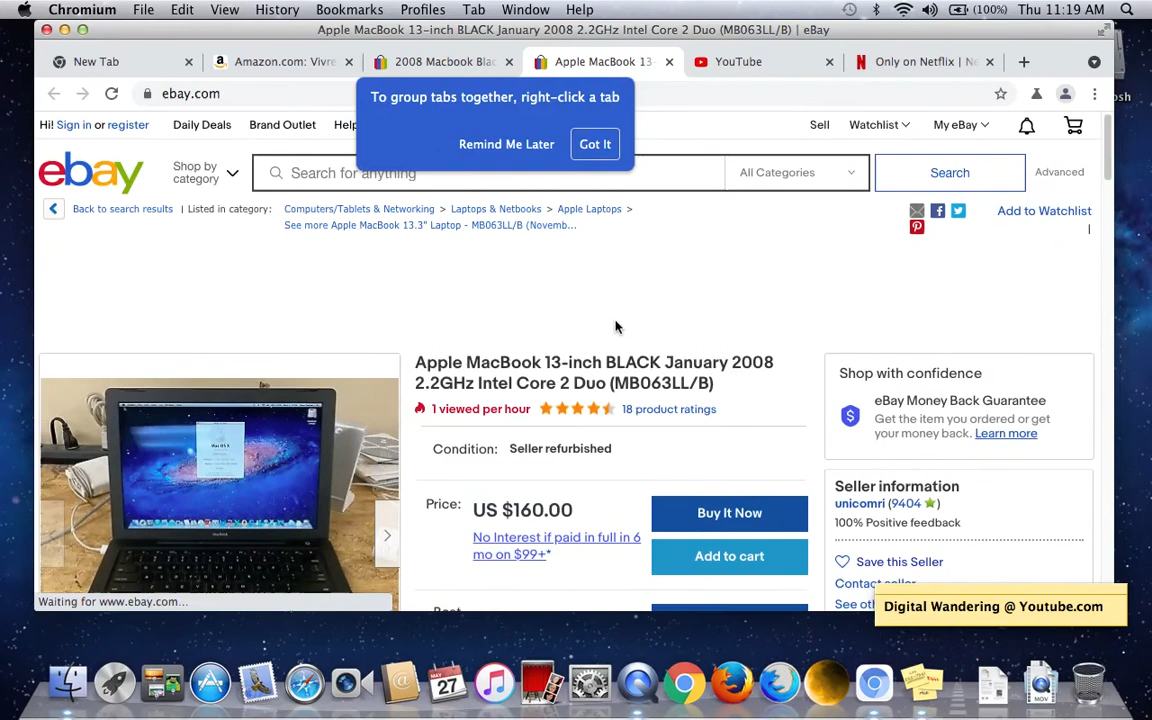 Chromium File Edit View History Bookmarks Profiles Tab Window Help (100%) Thu 11:19 AM
Apple MacBook 13-inch BLACK January 2008 2.2GHz Intel Core 2 Duo (MB063LL/B) | eBay
New Tab Amazon.com: Vivre 2008 Macbook Blac Apple MacBook 13- YouTube Only on Netflix | Ne
ebay.com
To group tabs together, right-click a tab
Remind Me Later Got It
osh
Hi! Sign in or register Daily Deals Brand Outlet Help Sell Watchlist My eBay
ebay Shop by category Search for anything All Categories Search Advanced
Back to search results | Listed in category: Computers/Tablets & Networking > Laptops & Netbooks > Apple Laptops >
See more Apple MacBook 13.3" Laptop - MB063LL/B (Novemb...
Add to Watchlist
|
Apple MacBook 13-inch BLACK January 2008
2.2GHz Intel Core 2 Duo (MB063LL/B)
1 viewed per hour 18 product ratings
Condition: Seller refurbished
Price: US $160.00 Buy It Now
No Interest if paid in full in 6
mo on $99+* Add to cart
Shop with confidence
eBay Money Back Guarantee
Get the item you ordered or get
your money back. Learn more
Seller information
unicomri (9404)
100% Positive feedback
Save this Seller
Contact seller
See oth
Mac OS X
Waiting for www.ebay.com...
Digital Wandering @ Youtube.com
MAY
27